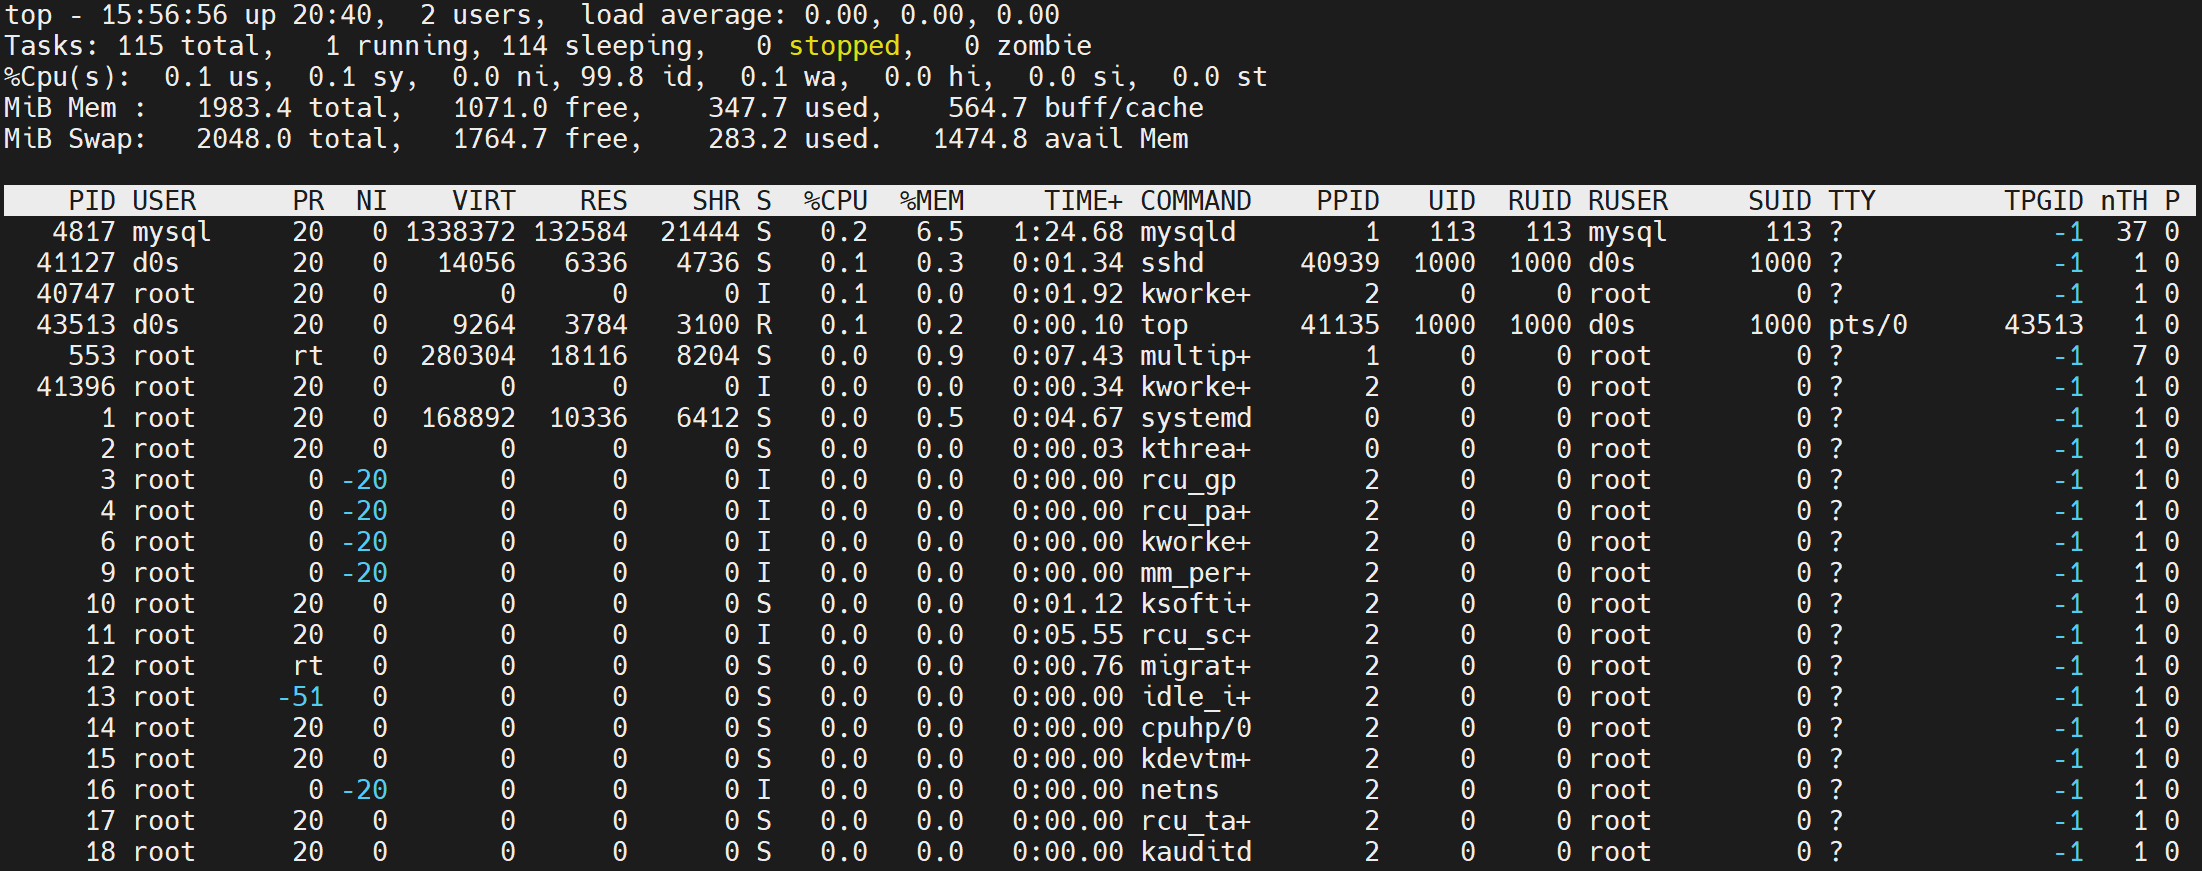 top - 15:56:56 up 20:40,  2 users,  load average: 0.00, 0.00, 0.00
Tasks: 115 total,   1 running, 114 sleeping,   0 stopped,   0 zombie
%Cpu(s):  0.1 us,  0.1 sy,  0.0 ni, 99.8 id,  0.1 wa,  0.0 hi,  0.0 si,  0.0 st
MiB Mem :   1983.4 total,   1071.0 free,    347.7 used,    564.7 buff/cache
MiB Swap:   2048.0 total,   1764.7 free,    283.2 used.   1474.8 avail Mem
PID USER PR NI VIRT RES SHR S %CPU %MEM TIME+ COMMAND PPID UID RUID RUSER SUID TTY TPGID nTH P
4817 mysql 20 0 1338372 132584 21444 S 0.2 6.5 1:24.68 mysqld 1 113 113 mysql 113 ? -1 37 0
41127 d0s 20 0 14056 6336 4736 S 0.1 0.3 0:01.34 sshd 40939 1000 1000 d0s 1000 ? -1 1 0
40747 root 20 0 0 0 0 I 0.1 0.0 0:01.92 kworke+ 2 0 0 root 0 ? -1 1 0
43513 d0s 20 0 9264 3784 3100 R 0.1 0.2 0:00.10 top 41135 1000 1000 d0s 1000 pts/0 43513 1 0
553 root rt 0 280304 18116 8204 S 0.0 0.9 0:07.43 multip+ 1 0 0 root 0 ? -1 7 0
41396 root 20 0 0 0 0 I 0.0 0.0 0:00.34 kworke+ 2 0 0 root 0 ? -1 1 0
1 root 20 0 168892 10336 6412 S 0.0 0.5 0:04.67 systemd 0 0 0 root 0 ? -1 1 0
2 root 20 0 0 0 0 S 0.0 0.0 0:00.03 kthrea+ 0 0 0 root 0 ? -1 1 0
3 root 0 -20 0 0 0 I 0.0 0.0 0:00.00 rcu_gp 2 0 0 root 0 ? -1 1 0
4 root 0 -20 0 0 0 I 0.0 0.0 0:00.00 rcu_pa+ 2 0 0 root 0 ? -1 1 0
6 root 0 -20 0 0 0 I 0.0 0.0 0:00.00 kworke+ 2 0 0 root 0 ? -1 1 0
9 root 0 -20 0 0 0 I 0.0 0.0 0:00.00 mm_per+ 2 0 0 root 0 ? -1 1 0
10 root 20 0 0 0 0 S 0.0 0.0 0:01.12 ksofti+ 2 0 0 root 0 ? -1 1 0
11 root 20 0 0 0 0 I 0.0 0.0 0:05.55 rcu_sc+ 2 0 0 root 0 ? -1 1 0
12 root rt 0 0 0 0 S 0.0 0.0 0:00.76 migrat+ 2 0 0 root 0 ? -1 1 0
13 root -51 0 0 0 0 S 0.0 0.0 0:00.00 idle_i+ 2 0 0 root 0 ? -1 1 0
14 root 20 0 0 0 0 S 0.0 0.0 0:00.00 cpuhp/0 2 0 0 root 0 ? -1 1 0
15 root 20 0 0 0 0 S 0.0 0.0 0:00.00 kdevtm+ 2 0 0 root 0 ? -1 1 0
16 root 0 -20 0 0 0 I 0.0 0.0 0:00.00 netns 2 0 0 root 0 ? -1 1 0
17 root 20 0 0 0 0 S 0.0 0.0 0:00.00 rcu_ta+ 2 0 0 root 0 ? -1 1 0
18 root 20 0 0 0 0 S 0.0 0.0 0:00.00 kauditd 2 0 0 root 0 ? -1 1 0